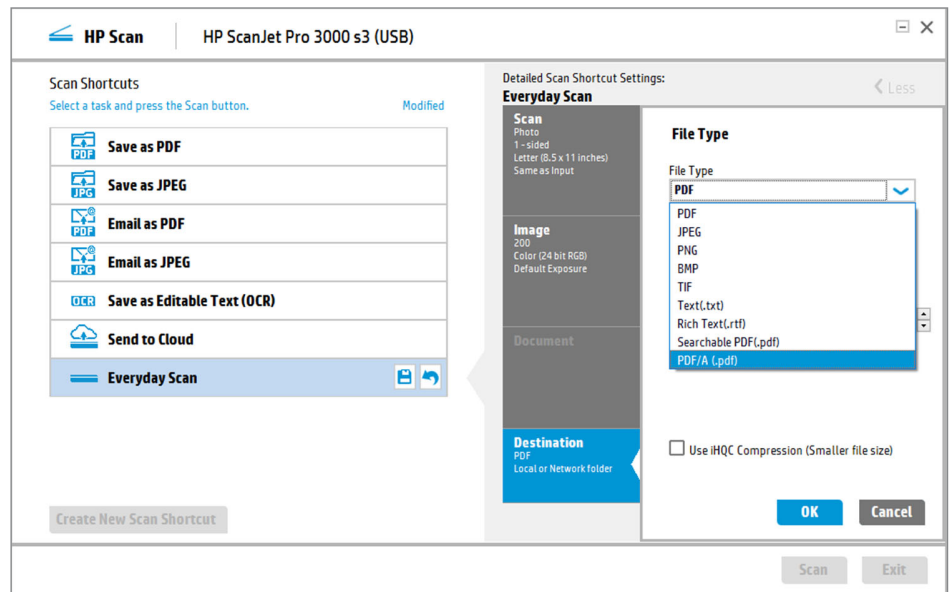 HP Scan
HP ScanJet Pro 3000 s3 (USB)
Scan Shortcuts
Select a task and press the Scan button.
Modified
PDF
Save as PDF
JPG
Save as JPEG
PDF
Email as PDF
JPG
Email as JPEG
OCR
Save as Editable Text (OCR)
Send to Cloud
Everyday Scan
Create New Scan Shortcut
Detailed Scan Shortcut Settings:
Everyday Scan
Less
Scan
Photo
1 - sided
Letter (8.5 x 11 inches)
Same as Input
Image
200
Color (24 bit RGB)
Default Exposure
Document
Destination
PDF
Local or Network folder
File Type
File Type
PDF
PDF
JPEG
PNG
BMP
TIF
Text(.txt)
Rich Text(.rtf)
Searchable PDF(.pdf)
PDF/A (.pdf)
Use iHQC Compression (Smaller file size)
OK
Cancel
Scan
Exit